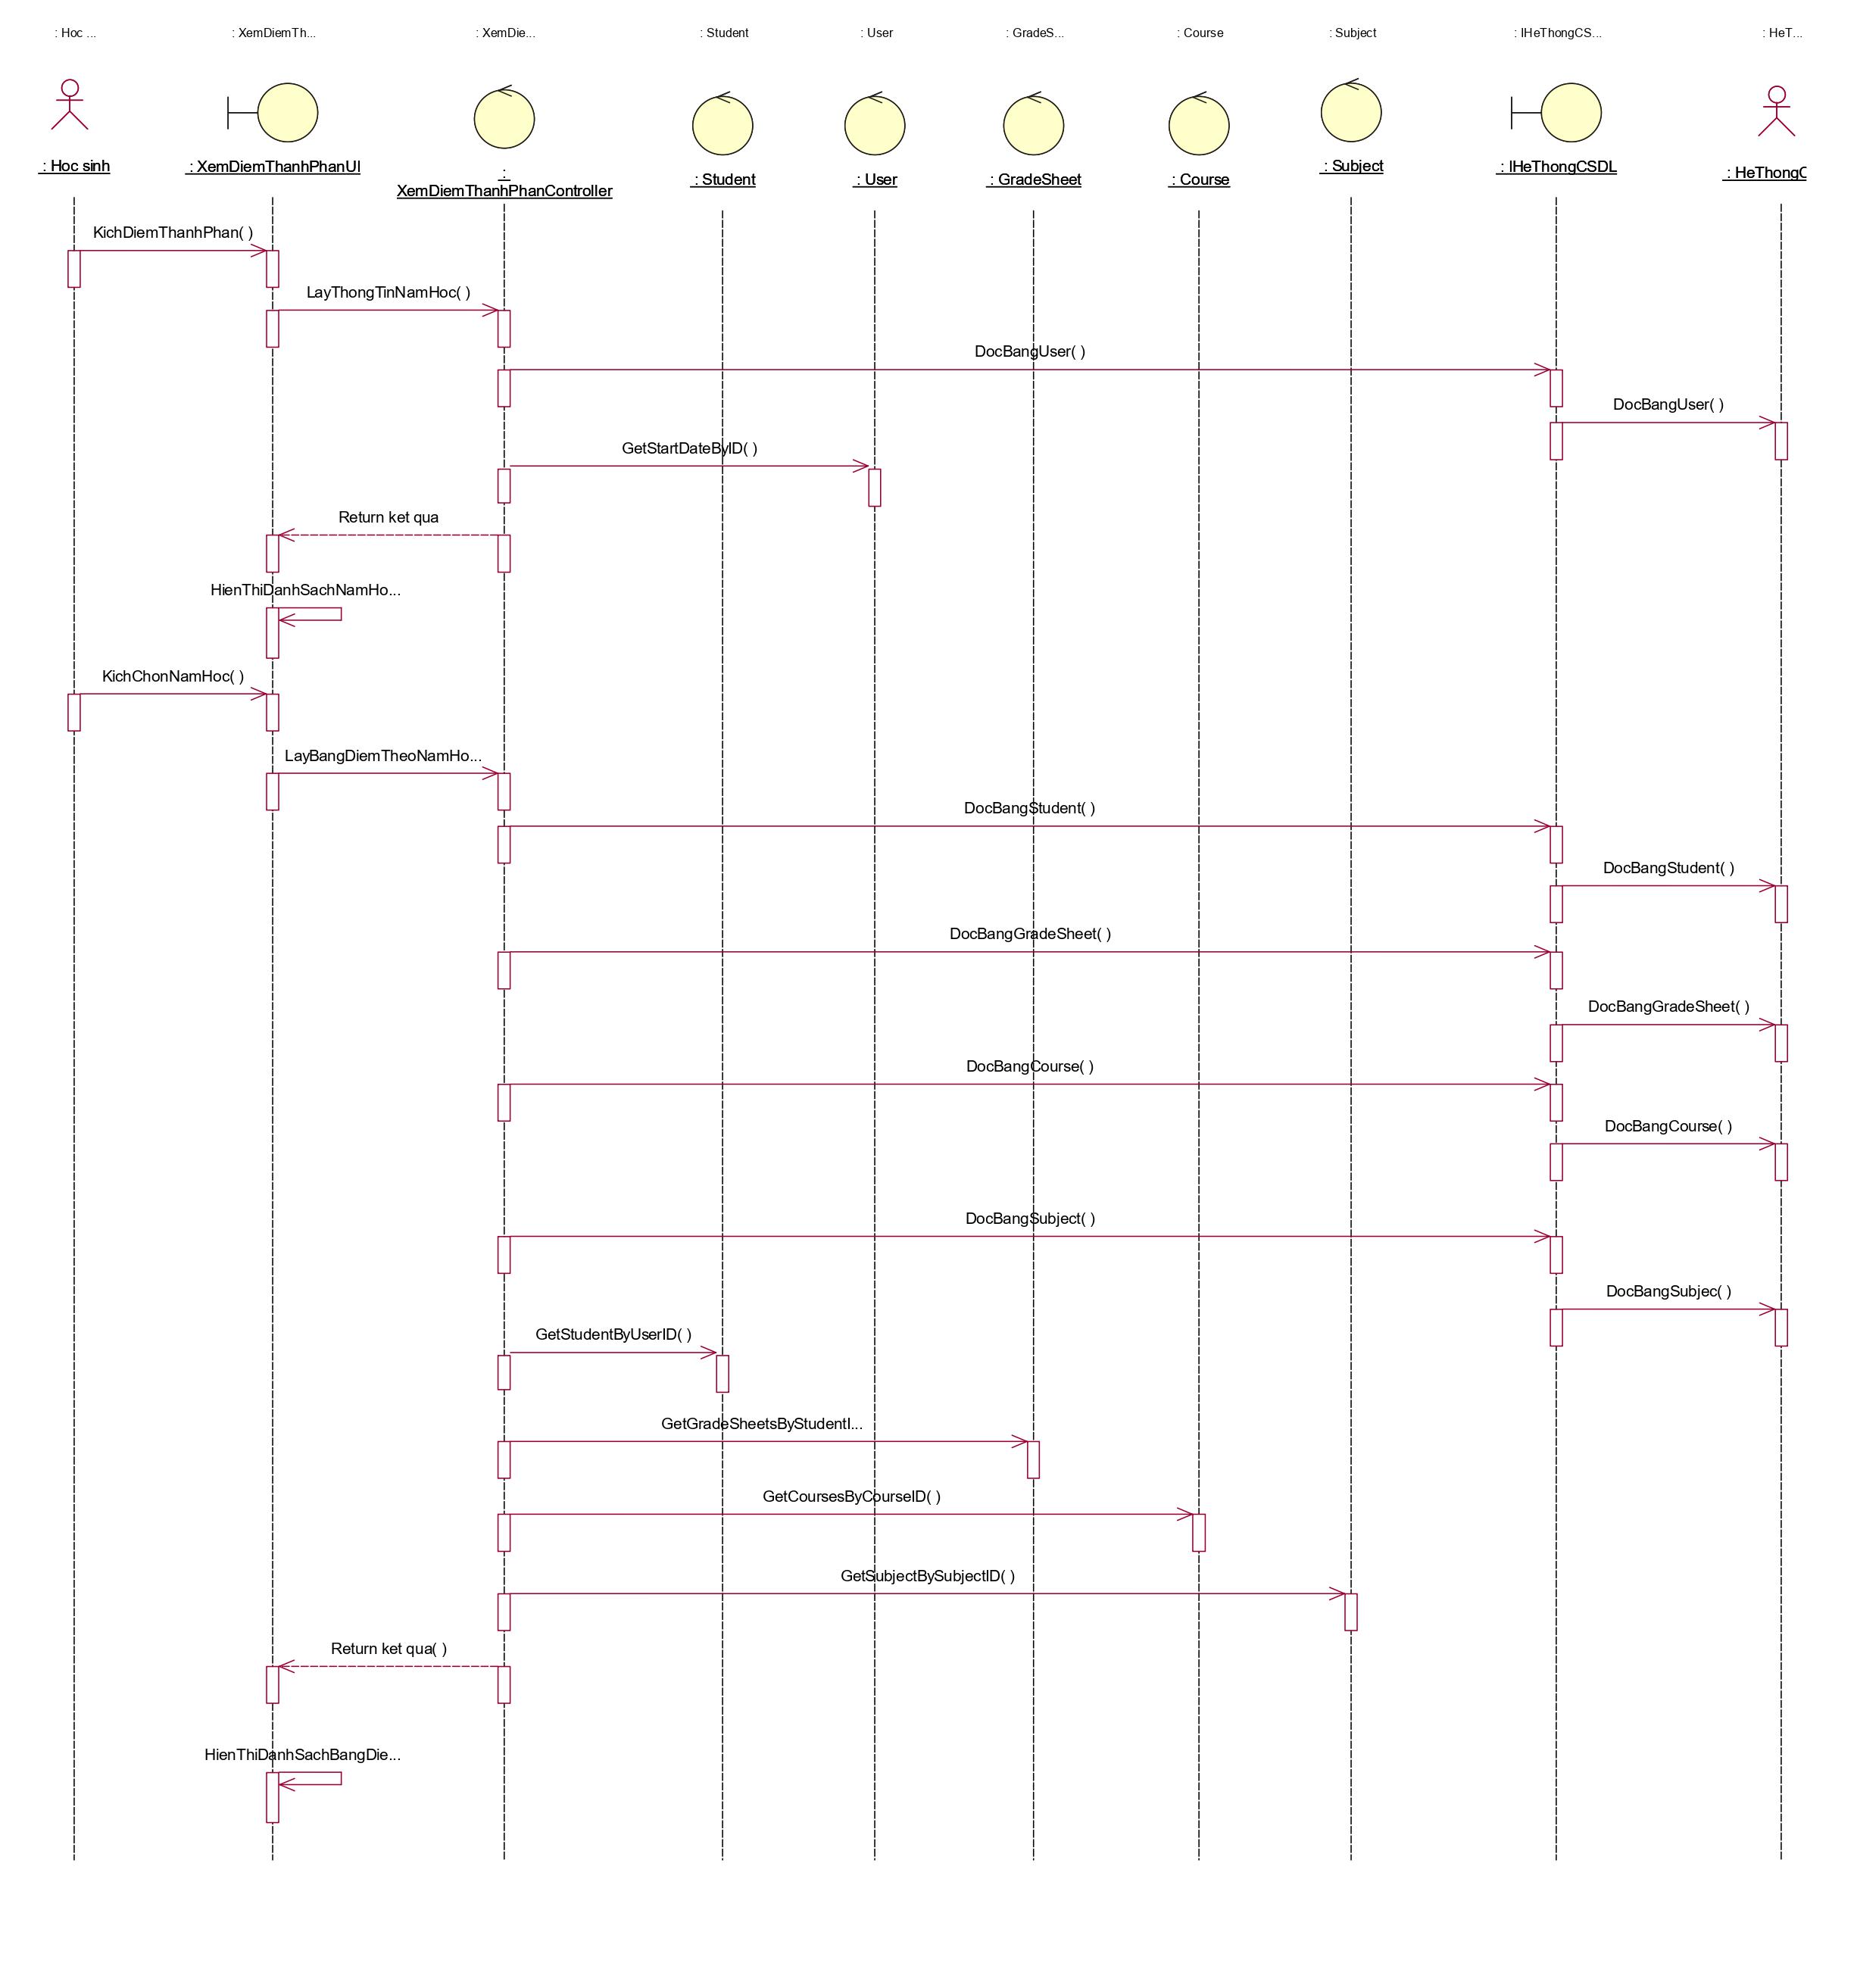 : Hoc ...
: XemDiemTh...
: XemDie...
: Student
: User
: GradeS...
: Course
: Subject
: IHeThongCS...
: HeT...
: Hoc sinh
: XemDiemThanhPhanUI
:
XemDiemThanhPhanController
: Student
: User
: GradeSheet
: Course
: Subject
: IHeThongCSDL
: HeThongC
KichDiemThanhPhan( )
LayThongTinNamHoc( )
DocBangUser( )
DocBangUser( )
GetStartDateByID( )
Return ket qua
HienThiDanhSachNamHo...
KichChonNamHoc( )
LayBangDiemTheoNamHo...
DocBangStudent( )
DocBangStudent( )
DocBangGradeSheet( )
DocBangGradeSheet( )
DocBangCourse( )
DocBangCourse( )
DocBangSubject( )
DocBangSubjec( )
GetStudentByUserID( )
GetGradeSheetsByStudentI...
GetCoursesByCourseID( )
GetSubjectBySubjectID( )
Return ket qua( )
HienThiDanhSachBangDie...